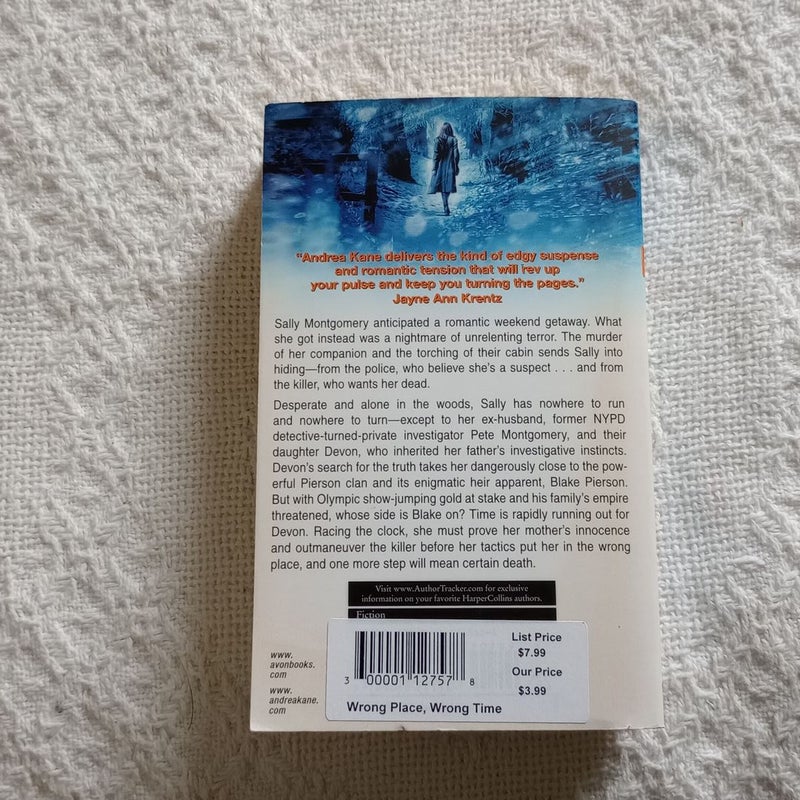 “Andrea Kane delivers the kind of edgy suspense
and romantic tension that will rev up
your pulse and keep you turning the pages.”
Jayne Ann Krentz
Sally Montgomery anticipated a romantic weekend getaway. What
she got instead was a nightmare of unrelenting terror. The murder
of her companion and the torching of their cabin sends Sally into
hiding—from the police, who believe she’s a suspect . . . and from
the killer, who wants her dead.
Desperate and alone in the woods, Sally has nowhere to run
and nowhere to turn—except to her ex-husband, former NYPD
detective-turned-private investigator Pete Montgomery, and their
daughter Devon, who inherited her father’s investigative instincts.
Devon’s search for the truth takes her dangerously close to the pow-
erful Pierson clan and its enigmatic heir apparent, Blake Pierson.
But with Olympic show-jumping gold at stake and his family’s empire
threatened, whose side is Blake on? Time is rapidly running out for
Devon. Racing the clock, she must prove her mother’s innocence
and outmaneuver the killer before her tactics put her in the wrong
place, and one more step will mean certain death.
Visit www.AuthorTracker.com for exclusive
information on your favorite HarperCollins authors.
Fiction
www.
avonbooks.
com
www.
andreakane.
com
3 00001 12757 8
List Price
$7.99
Our Price
$3.99
Wrong Place, Wrong Time